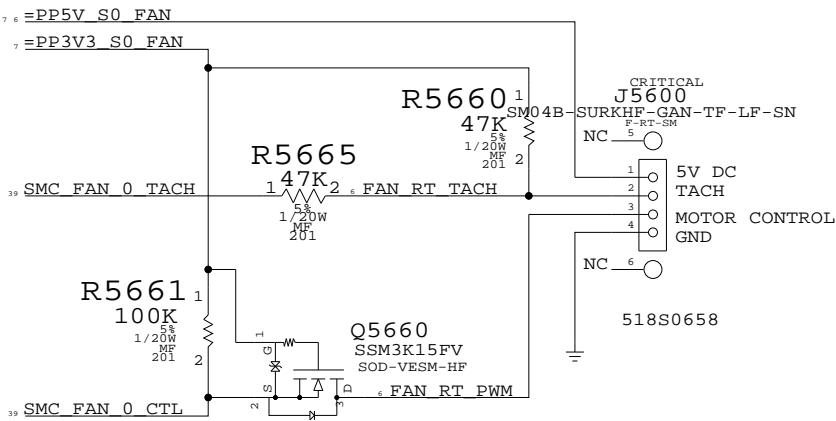 7 6 =PP5V_S0_FAN
7 =PP3V3_S0_FAN
CRITICAL
J5600
SM04B-SURKHF-GAN-TF-LF-SN
F-RT-SM
NC 5
R5660 1
47K
5%
1/20W
MF
201 2
R5665
47K
1 2
5%
1/20W
MF
201
39 SMC_FAN_0_TACH
6 FAN_RT_TACH
1 5V DC
2 TACH
3 MOTOR CONTROL
4 GND
NC 6
518S0658
R5661 1
100K
5%
1/20W
MF
201 2
Q5660
SSM3K15FV
SOD-VESM-HF
1 G
S 2
D 3
6 FAN_RT_PWM
39 SMC_FAN_0_CTL